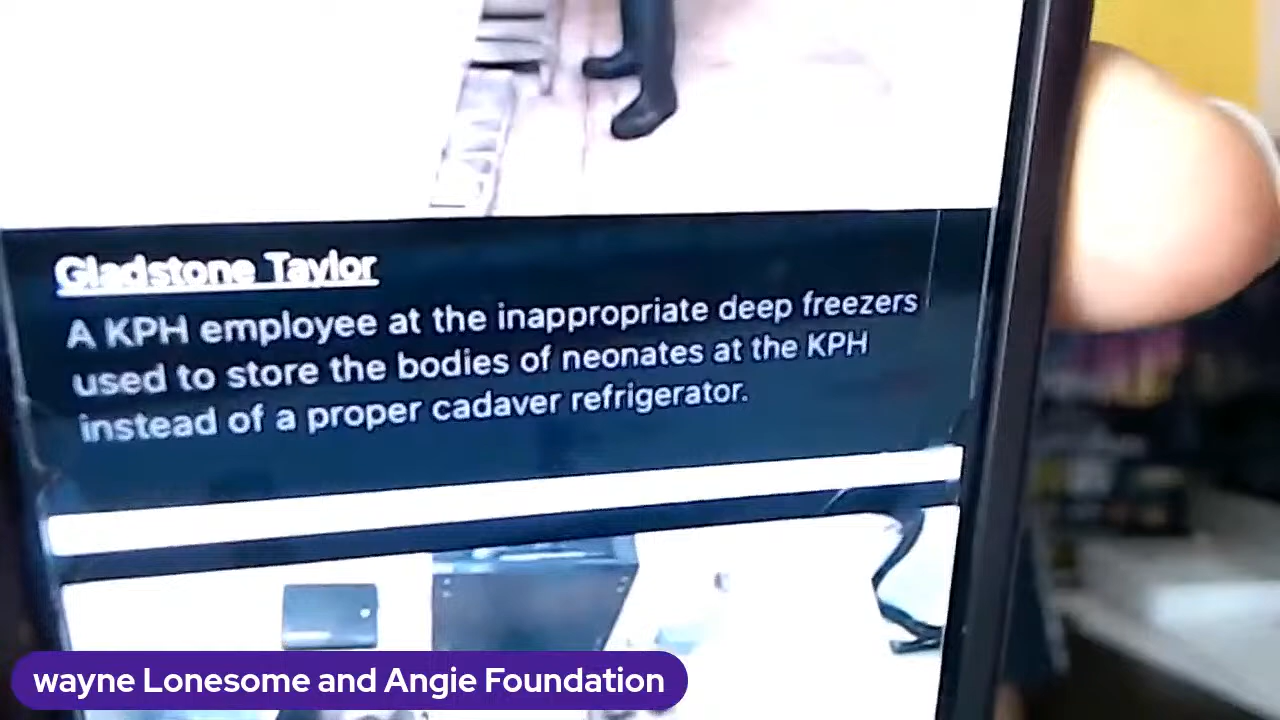 Gladstone Taylor
A KPH employee at the inappropriate deep freezers
used to store the bodies of neonates at the KPH
instead of a proper cadaver refrigerator.
wayne Lonesome and Angie Foundation